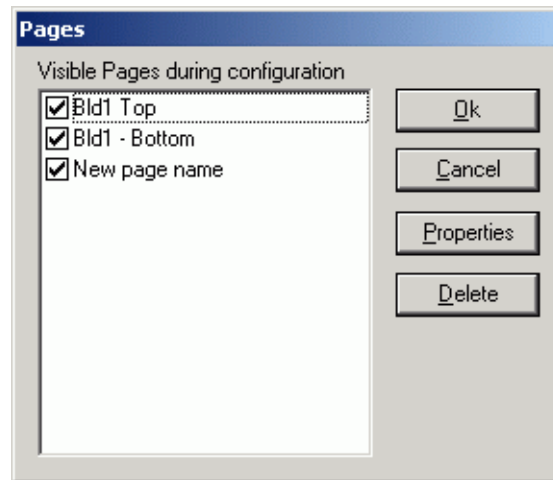 Pages
Visible Pages during configuration
Bld1 Top
Bld1 - Bottom
New page name
Ok
Cancel
Properties
Delete